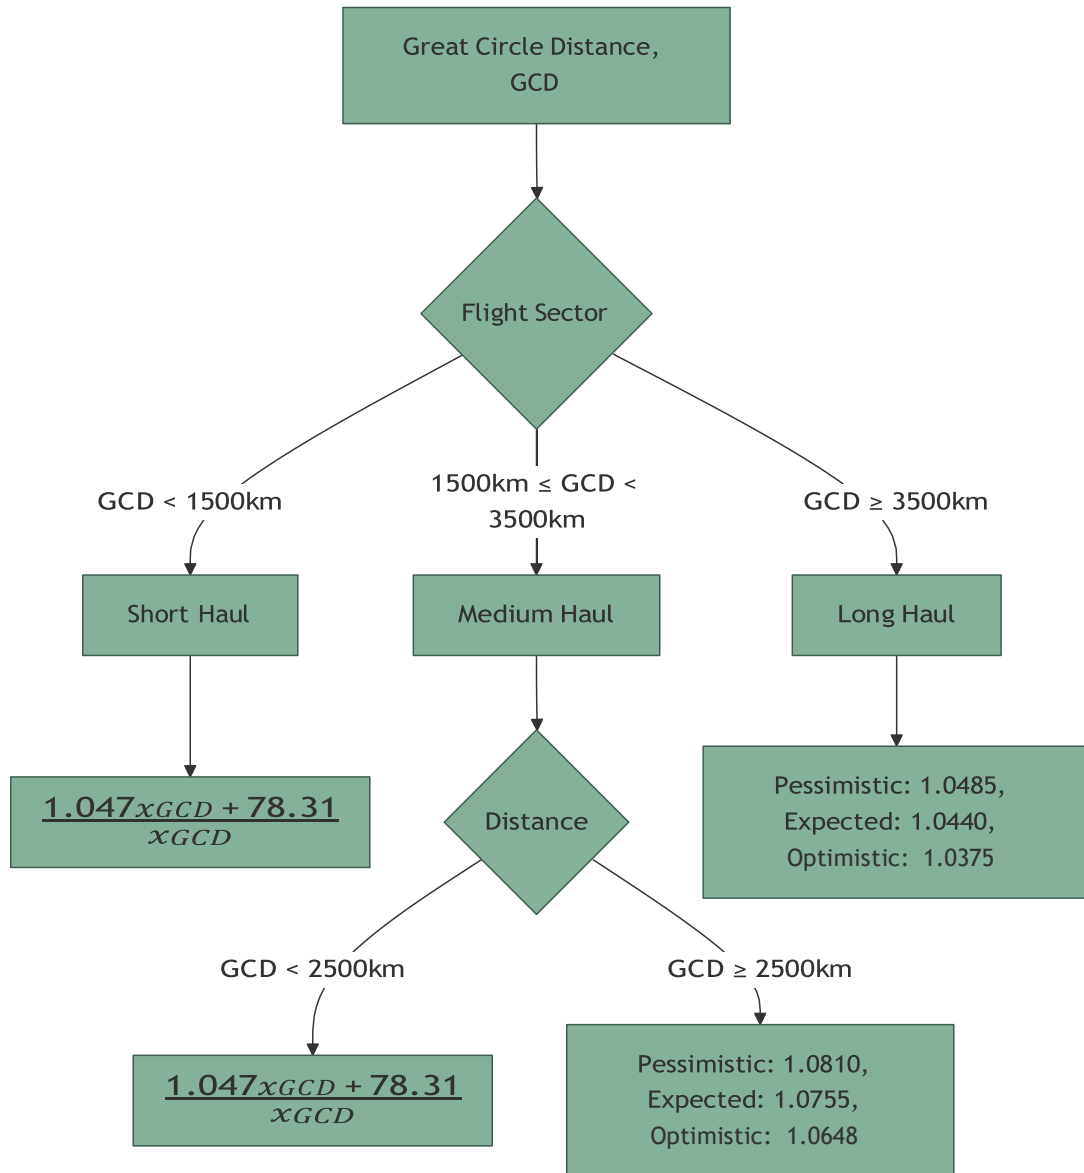 Great Circle Distance,
GCD
Flight Sector
GCD < 1500km
1500km ≤ GCD <
3500km
GCD ≥ 3500km
Short Haul
Medium Haul
Long Haul
1.047xGCD + 78.31
xGCD
Distance
Pessimistic: 1.0485,
Expected: 1.0440,
Optimistic: 1.0375
GCD < 2500km
GCD ≥ 2500km
1.047xGCD + 78.31
xGCD
Pessimistic: 1.0810,
Expected: 1.0755,
Optimistic: 1.0648